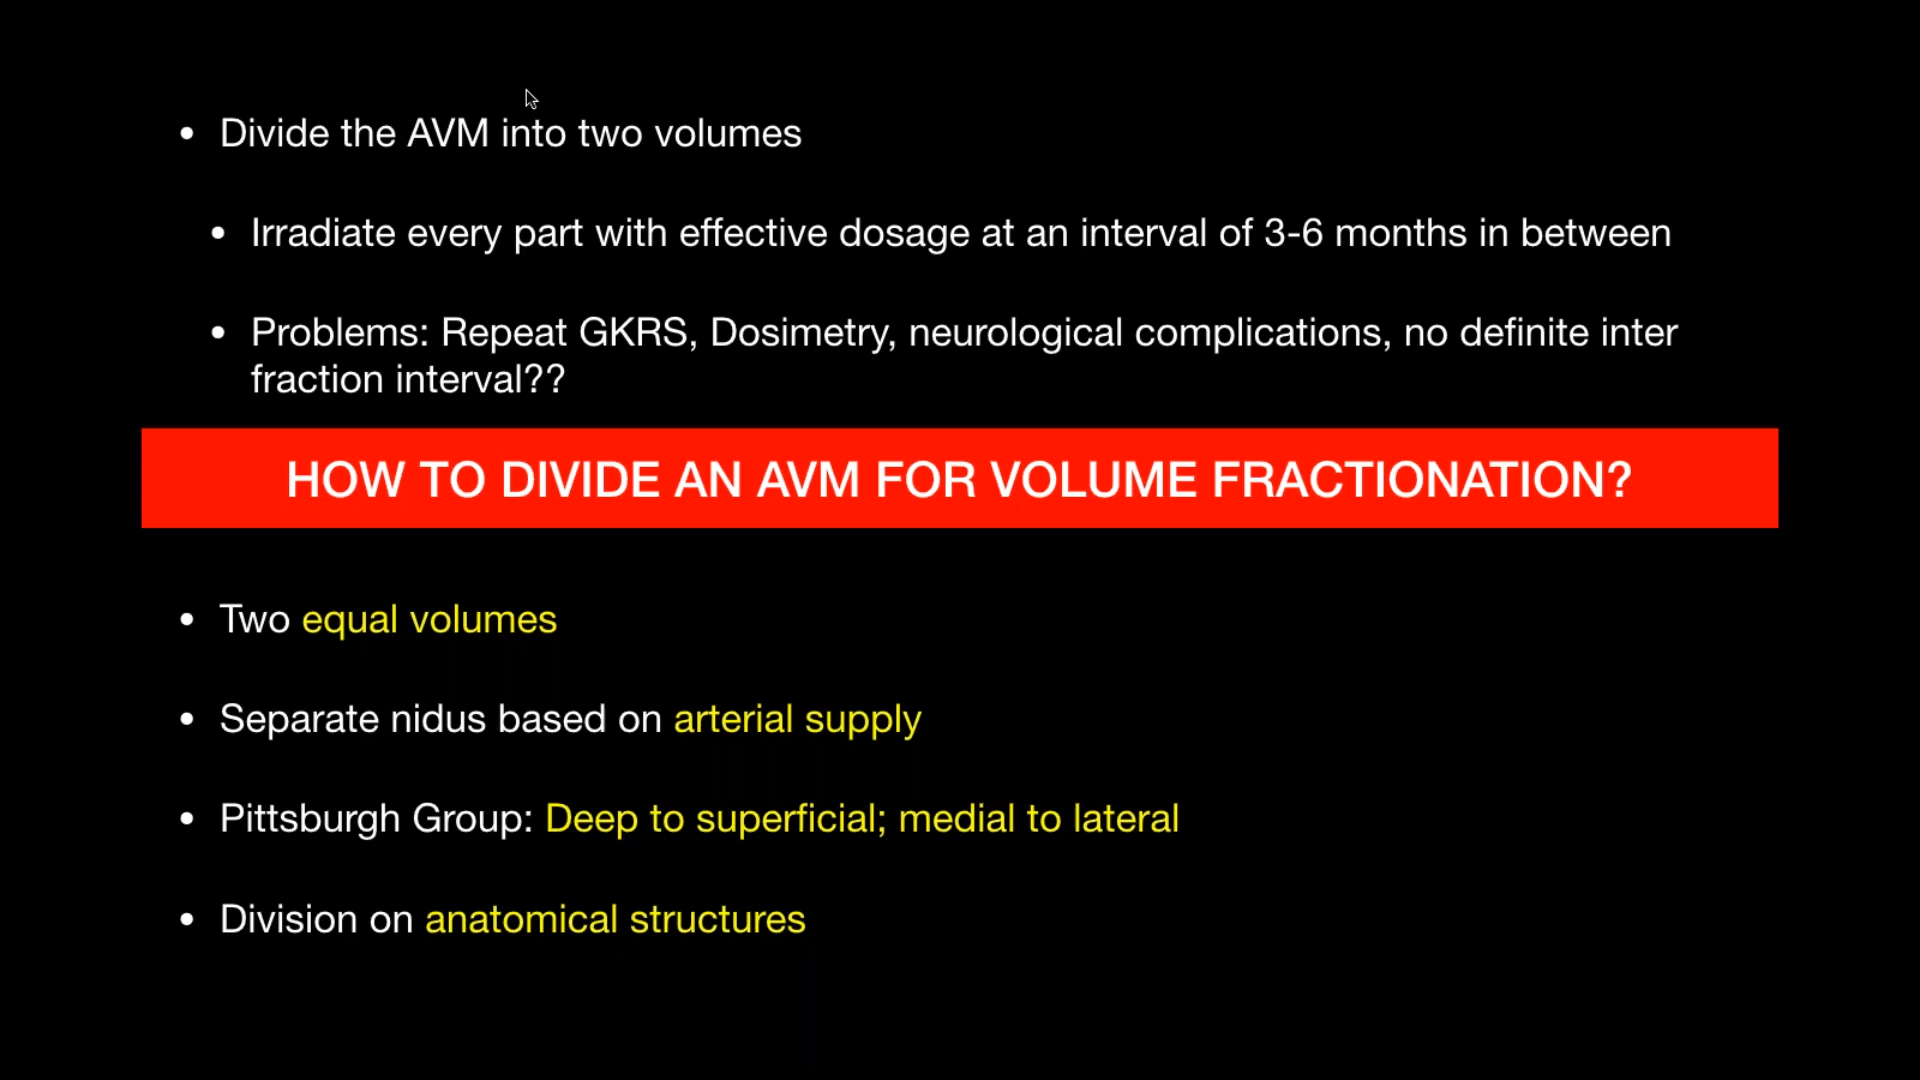 • Divide the AVM into two volumes
• Irradiate every part with effective dosage at an interval of 3-6 months in between
• Problems: Repeat GKRS, Dosimetry, neurological complications, no definite inter
fraction interval??
HOW TO DIVIDE AN AVM FOR VOLUME FRACTIONATION?
• Two equal volumes
• Separate nidus based on arterial supply
• Pittsburgh Group: Deep to superficial; medial to lateral
• Division on anatomical structures